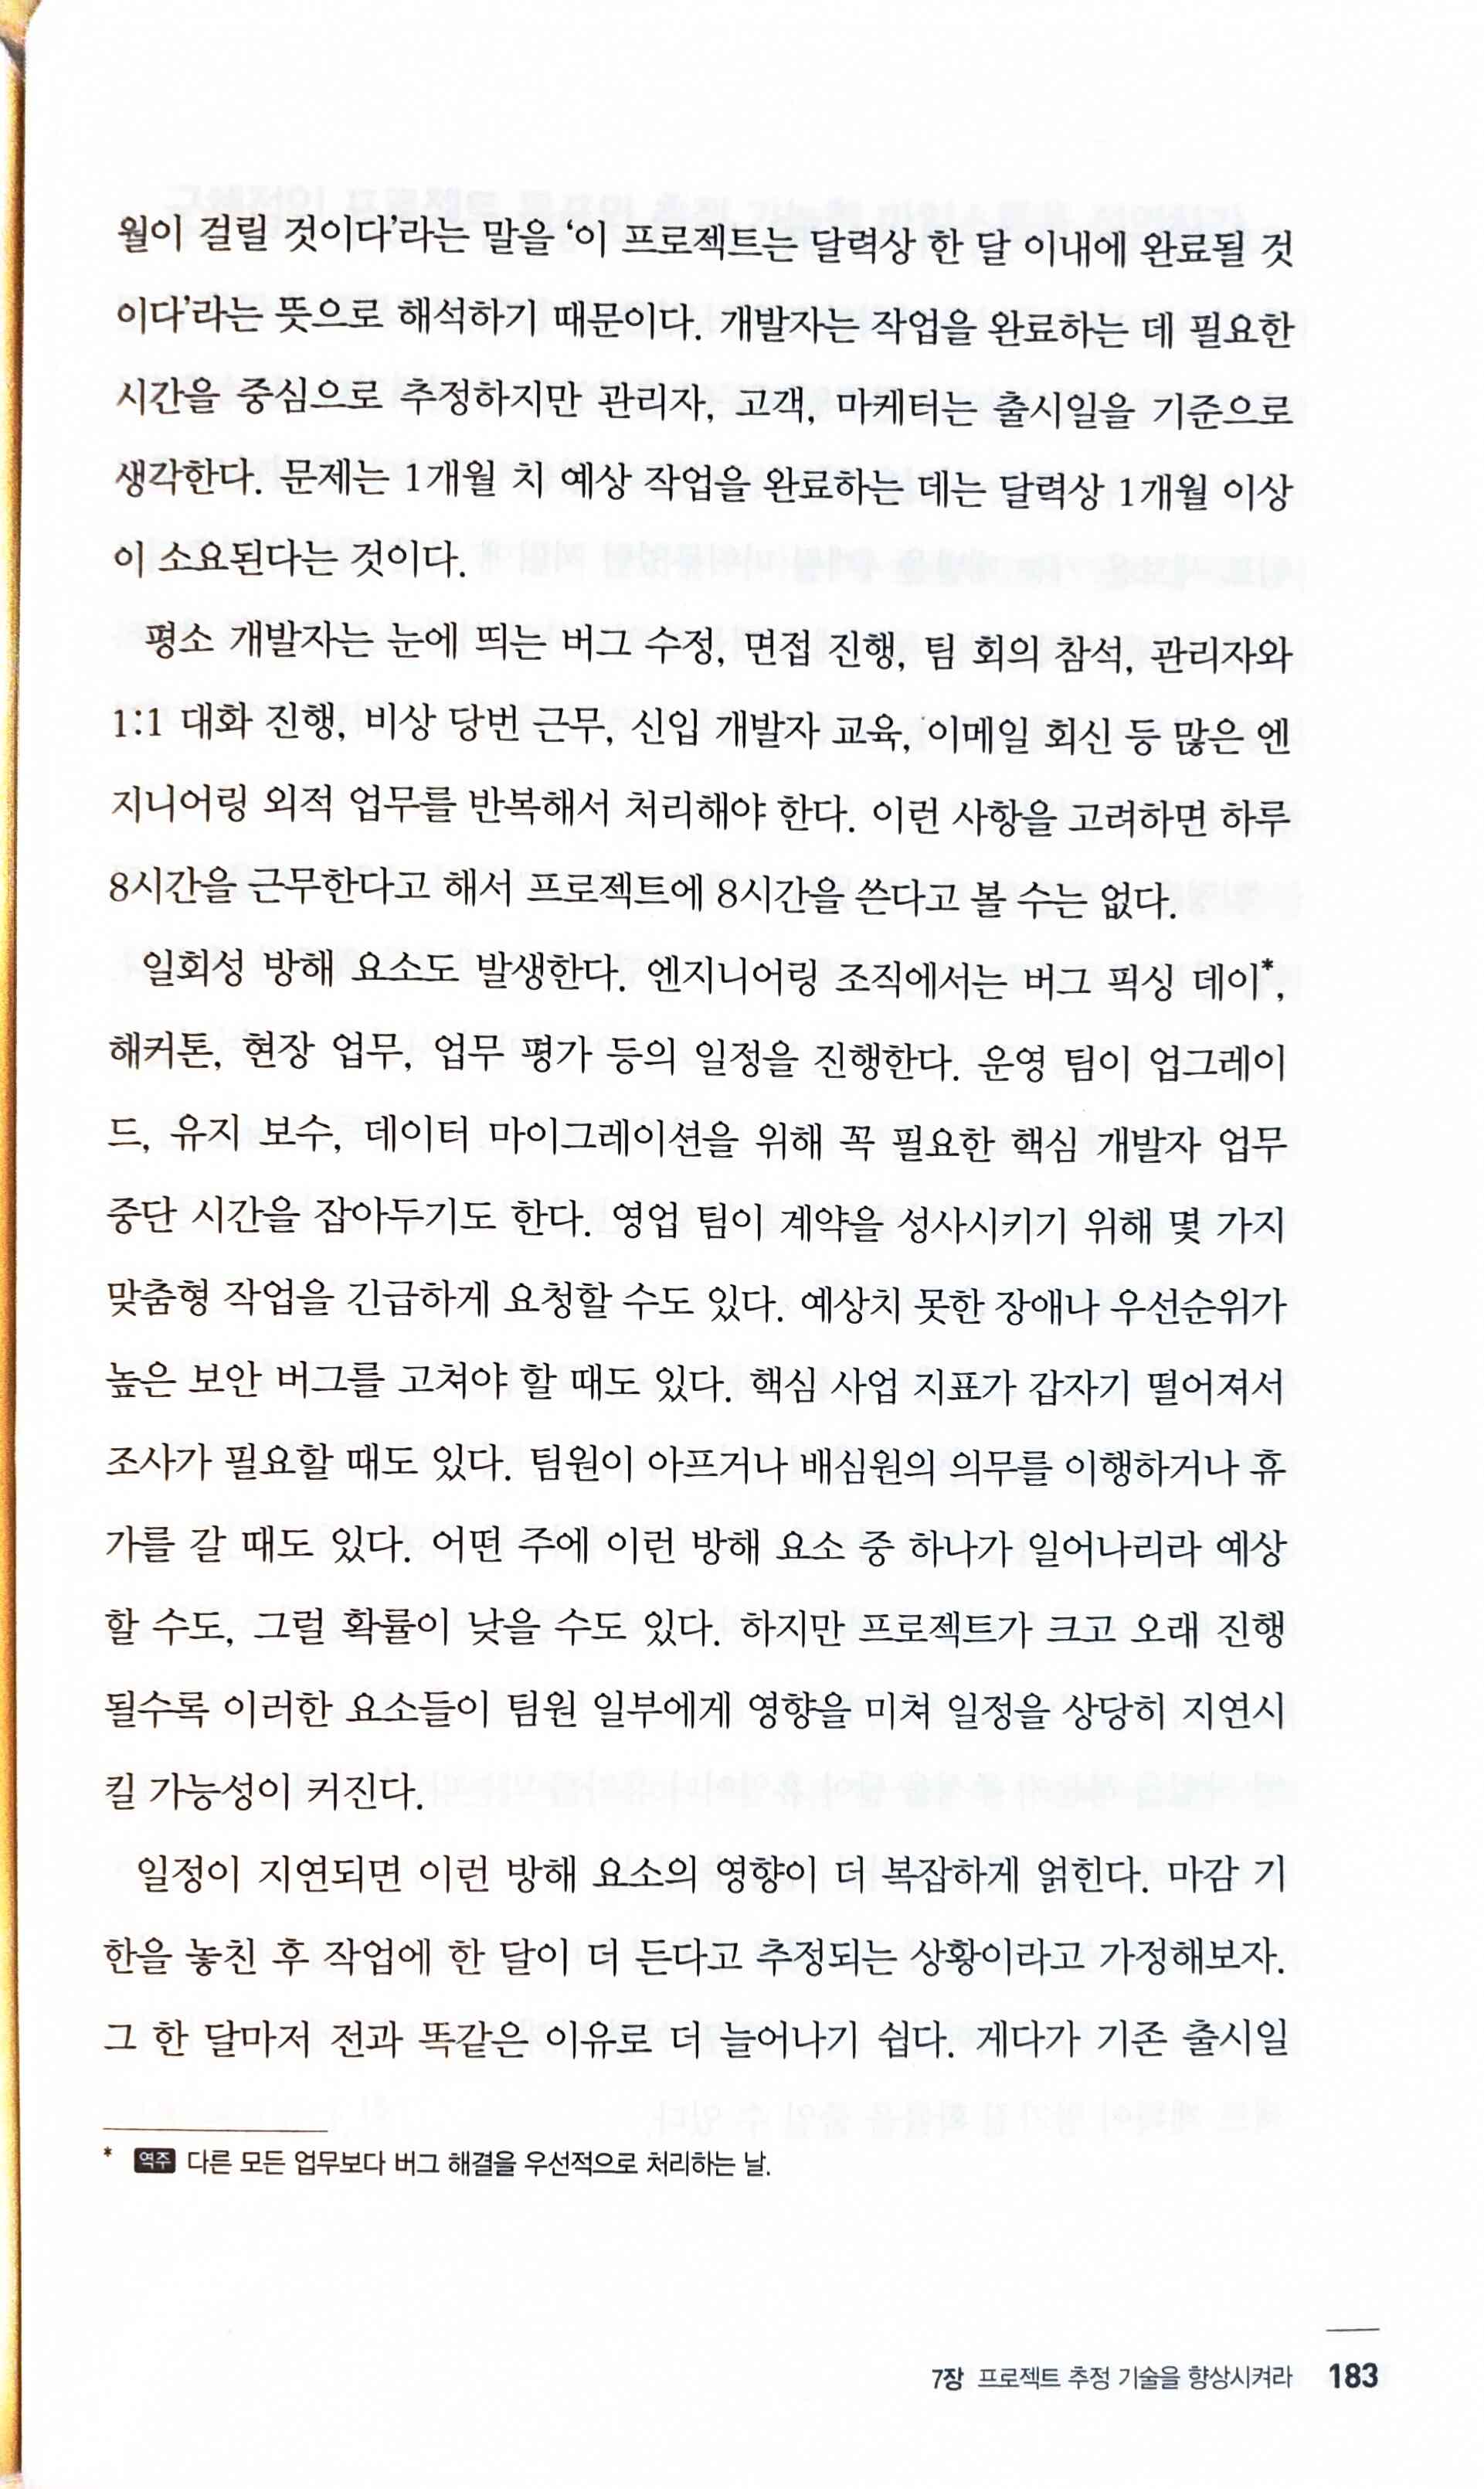 월이 걸릴 것이다’라는 말을 ‘이 프로젝트는 달력상 한 달 이내에 완료될 것
이다’라는 뜻으로 해석하기 때문이다. 개발자는 작업을 완료하는 데 필요한
시간을 중심으로 추정하지만 관리자, 고객, 마케터는 출시일을 기준으로
생각한다. 문제는 1개월 치 예상 작업을 완료하는 데는 달력상 1개월 이상
이 소요된다는 것이다.
평소 개발자는 눈에 띄는 버그 수정, 면접 진행, 팀 회의 참석, 관리자와
1:1 대화 진행, 비상 당번 근무, 신입 개발자 교육, 이메일 회신 등 많은 엔
지니어링 외적 업무를 반복해서 처리해야 한다. 이런 사항을 고려하면 하루
8시간을 근무한다고 해서 프로젝트에 8시간을 쓴다고 볼 수는 없다.
일회성 방해 요소도 발생한다. 엔지니어링 조직에서는 버그 픽싱 데이*,
해커톤, 현장 업무, 업무 평가 등의 일정을 진행한다. 운영 팀이 업그레이
드, 유지 보수, 데이터 마이그레이션을 위해 꼭 필요한 핵심 개발자 업무
중단 시간을 잡아두기도 한다. 영업 팀이 계약을 성사시키기 위해 몇 가지
맞춤형 작업을 긴급하게 요청할 수도 있다. 예상치 못한 장애나 우선순위가
높은 보안 버그를 고쳐야 할 때도 있다. 핵심 사업 지표가 갑자기 떨어져서
조사가 필요할 때도 있다. 팀원이 아프거나 배심원의 의무를 이행하거나 휴
가를 갈 때도 있다. 어떤 주에 이런 방해 요소 중 하나가 일어나리라 예상
할 수도, 그럴 확률이 낮을 수도 있다. 하지만 프로젝트가 크고 오래 진행
될수록 이러한 요소들이 팀원 일부에게 영향을 미쳐 일정을 상당히 지연시
킬 가능성이 커진다.
일정이 지연되면 이런 방해 요소의 영향이 더 복잡하게 얽힌다. 마감 기
한을 놓친 후 작업에 한 달이 더 든다고 추정되는 상황이라고 가정해보자.
그 한 달마저 전과 똑같은 이유로 더 늘어나기 쉽다. 게다가 기존 출시일
* 역주 다른 모든 업무보다 버그 해결을 우선적으로 처리하는 날.
7장 프로젝트 추정 기술을 향상시켜라 183